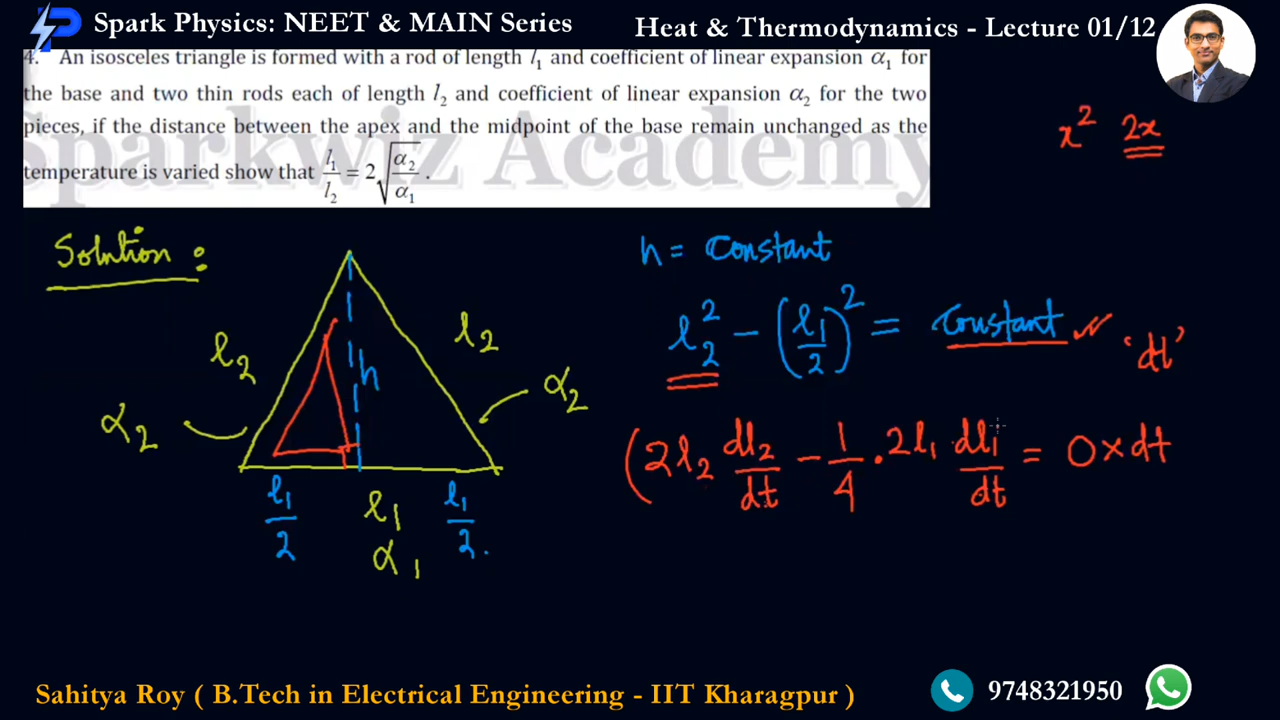 Spark Physics: NEET & MAIN Series
Heat & Thermodynamics - Lecture 01/12
4. An isosceles triangle is formed with a rod of length l₁ and coefficient of linear expansion α₁ for
the base and two thin rods each of length l₂ and coefficient of linear expansion α₂ for the two
pieces, if the distance between the apex and the midpoint of the base remain unchanged as the
temperature is varied show that l₁/l₂ = 2√(α₂/α₁).
Sparkwiz Academy
x² 2x
Solution :
h = Constant
l₂² − (l₁/2)² = Constant
'dt'
l₂
l₂
h
α₂
α₂
(2l₂ dl₂/dt − 1/4 . 2l₁ dl₁/dt = 0 × dt
l₁/2
l₁
l₁/2
α₁
Sahitya Roy ( B.Tech in Electrical Engineering - IIT Kharagpur )
9748321950